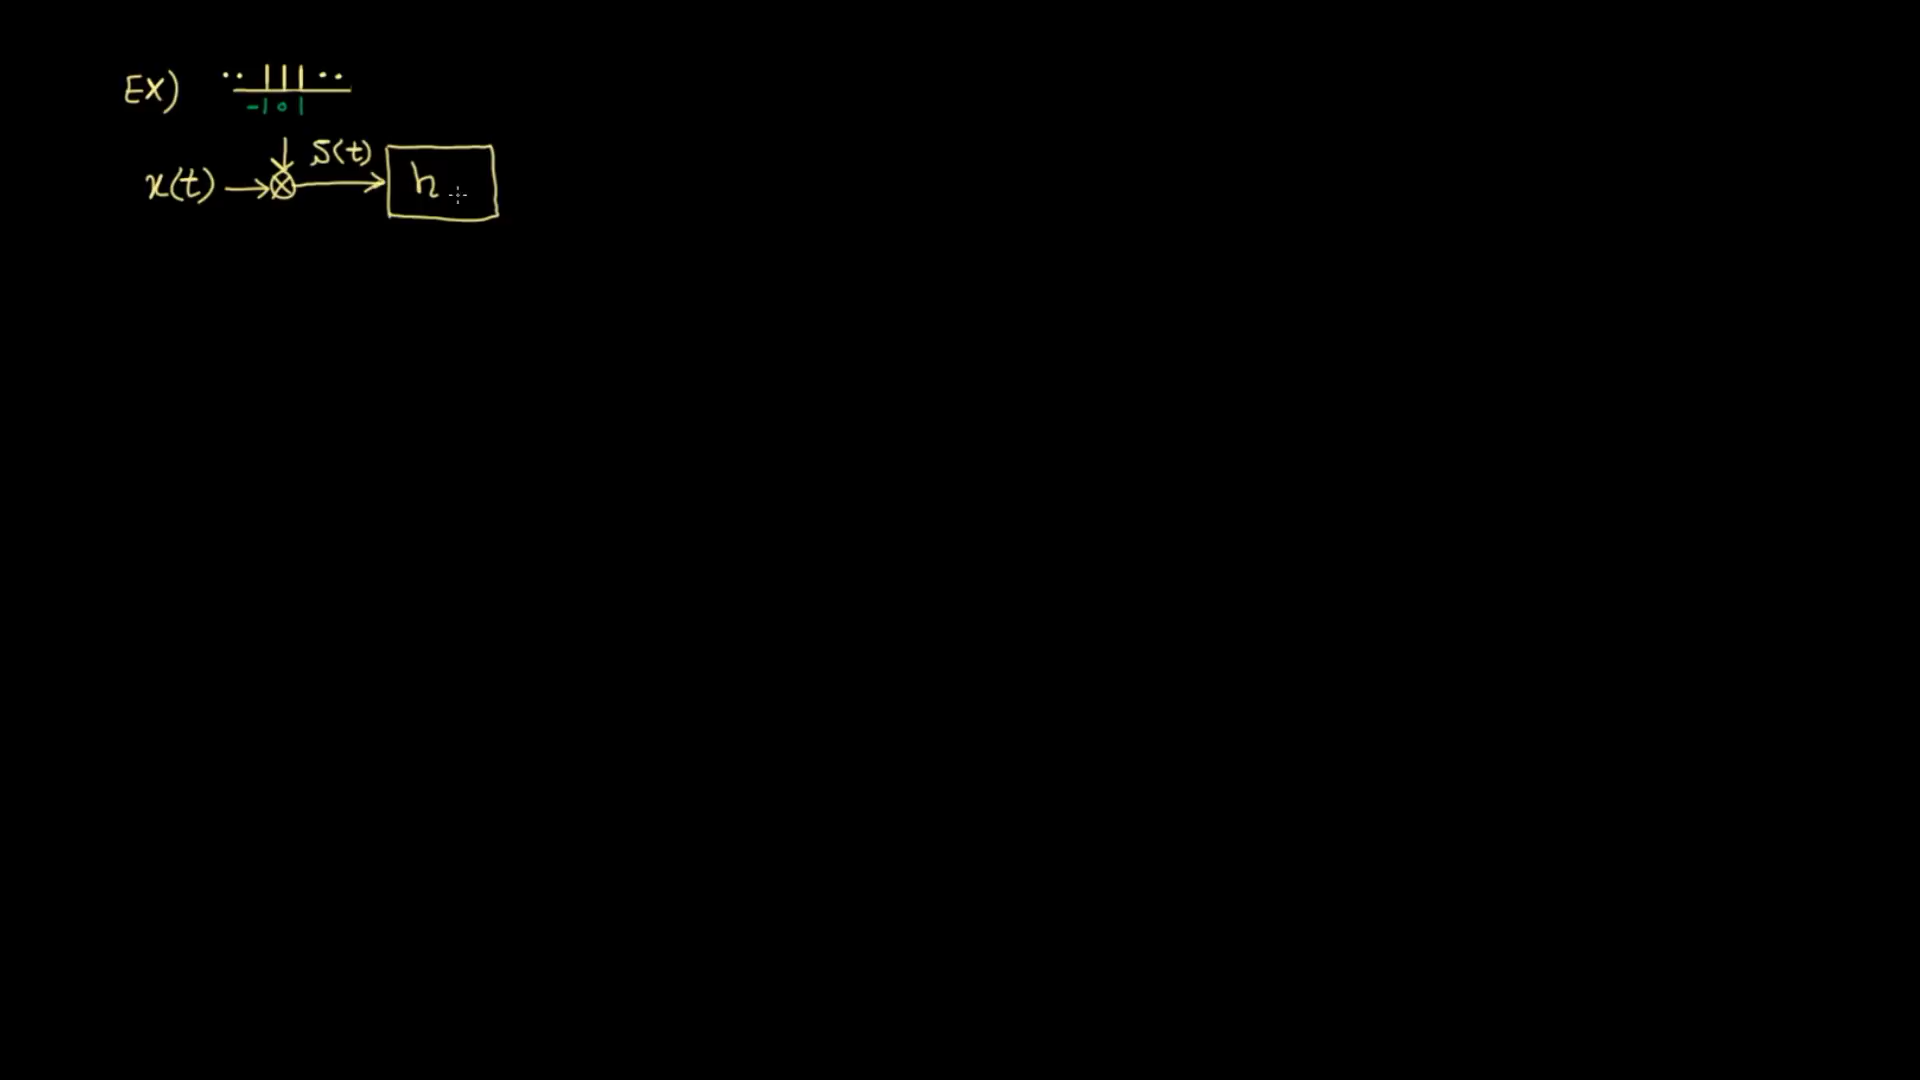 EX) ·· ||| ··
-1 0 1
x(t) → ⊗ S(t) → h